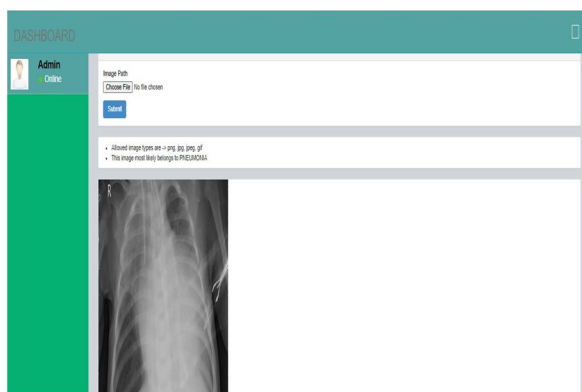 DASHBOARD
Admin
Online
Image Path
Choose File No file chosen
Submit
Allowed image types are -> png, jpg, jpeg, gif
This image most likely belongs to PNEUMONIA
R